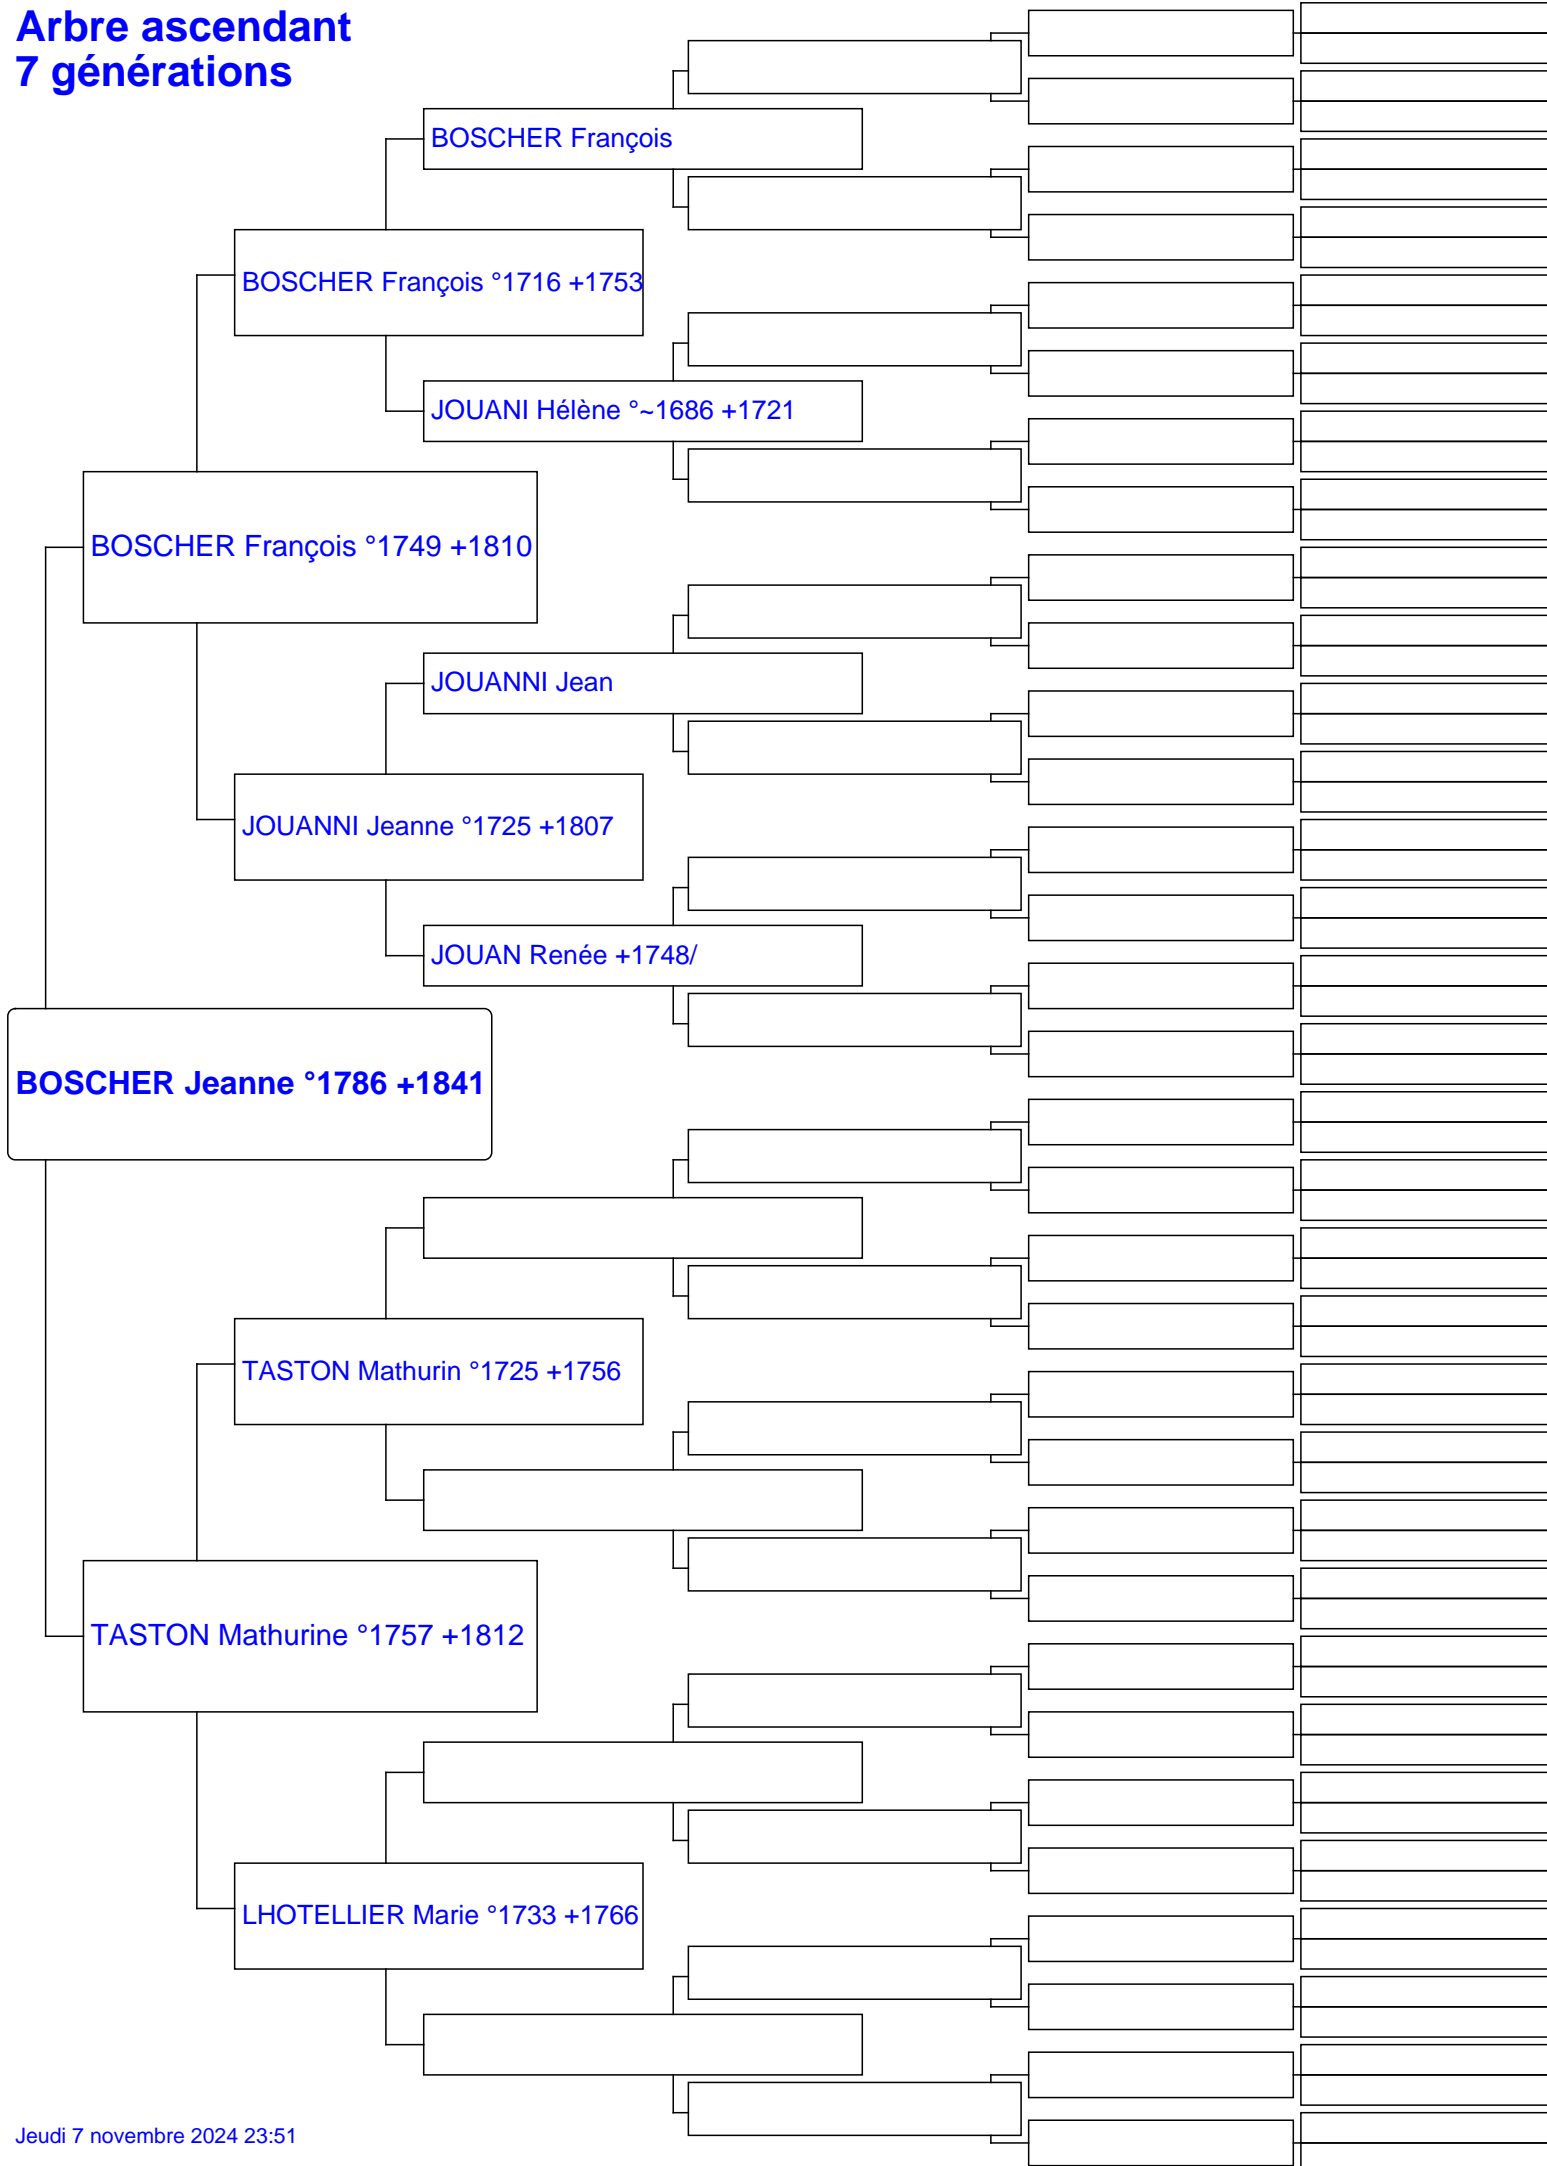 Arbre ascendant
7 générations
BOSCHER François
BOSCHER François °1716 +1753
JOUANI Hélène °~1686 +1721
BOSCHER François °1749 +1810
JOUANNI Jean
JOUANNI Jeanne °1725 +1807
JOUAN Renée +1748/
BOSCHER Jeanne °1786 +1841
TASTON Mathurin °1725 +1756
TASTON Mathurine °1757 +1812
LHOTELLIER Marie °1733 +1766
Jeudi 7 novembre 2024 23:51